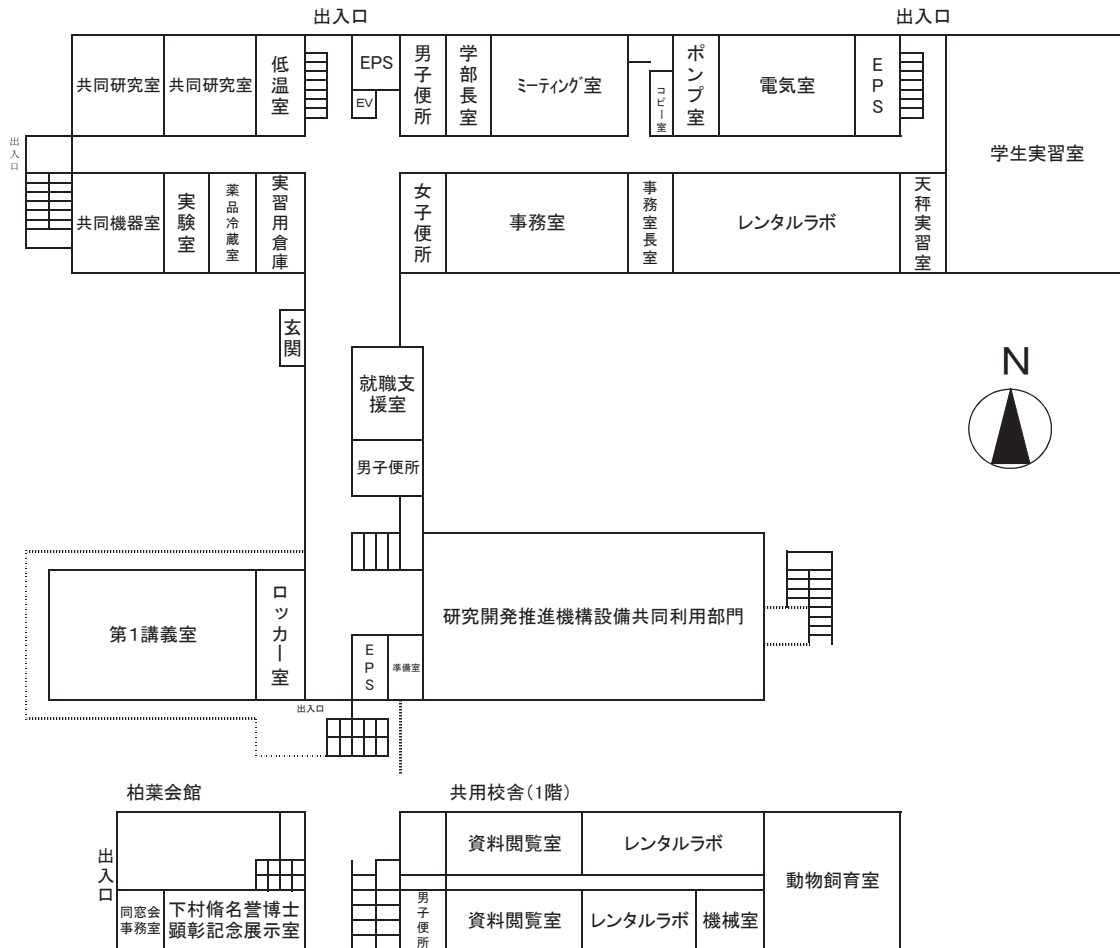 出入口
出入口
共同研究室
共同研究室
低温室
EPS
EV
男子便所
学部長室
ミーティング室
コピー室
ポンプ室
電気室
EPS
学生実習室
出入口
共同機器室
実験室
薬品冷蔵室
実習用倉庫
女子便所
事務室
事務室長室
レンタルラボ
天秤実習室
玄関
就職支
援室
男子便所
N
第1講義室
ロッカー室
研究開発推進機構設備共同利用部門
EPS
準備室
出入口
柏葉会館
共用校舎(1階)
出入口
同窓会
事務室
下村脩名誉博士
顕彰記念展示室
資料閲覧室
レンタルラボ
動物飼育室
男子便所
資料閲覧室
レンタルラボ
機械室